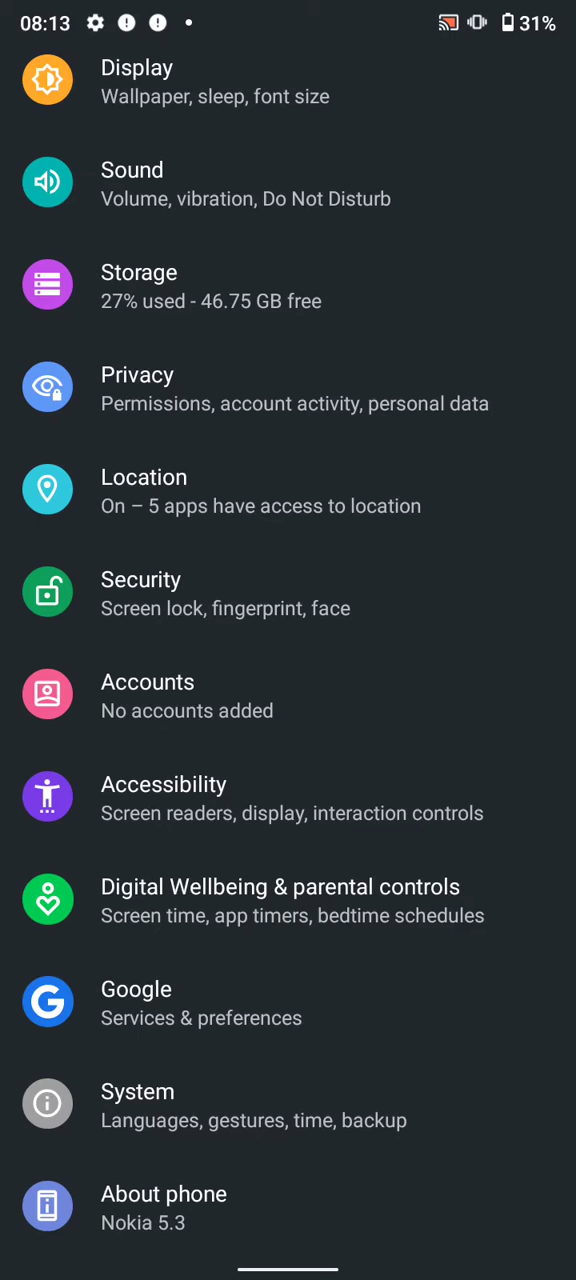 08:13
31%
Display
Wallpaper, sleep, font size
Sound
Volume, vibration, Do Not Disturb
Storage
27% used - 46.75 GB free
Privacy
Permissions, account activity, personal data
Location
On – 5 apps have access to location
Security
Screen lock, fingerprint, face
Accounts
No accounts added
Accessibility
Screen readers, display, interaction controls
Digital Wellbeing & parental controls
Screen time, app timers, bedtime schedules
Google
Services & preferences
System
Languages, gestures, time, backup
About phone
Nokia 5.3